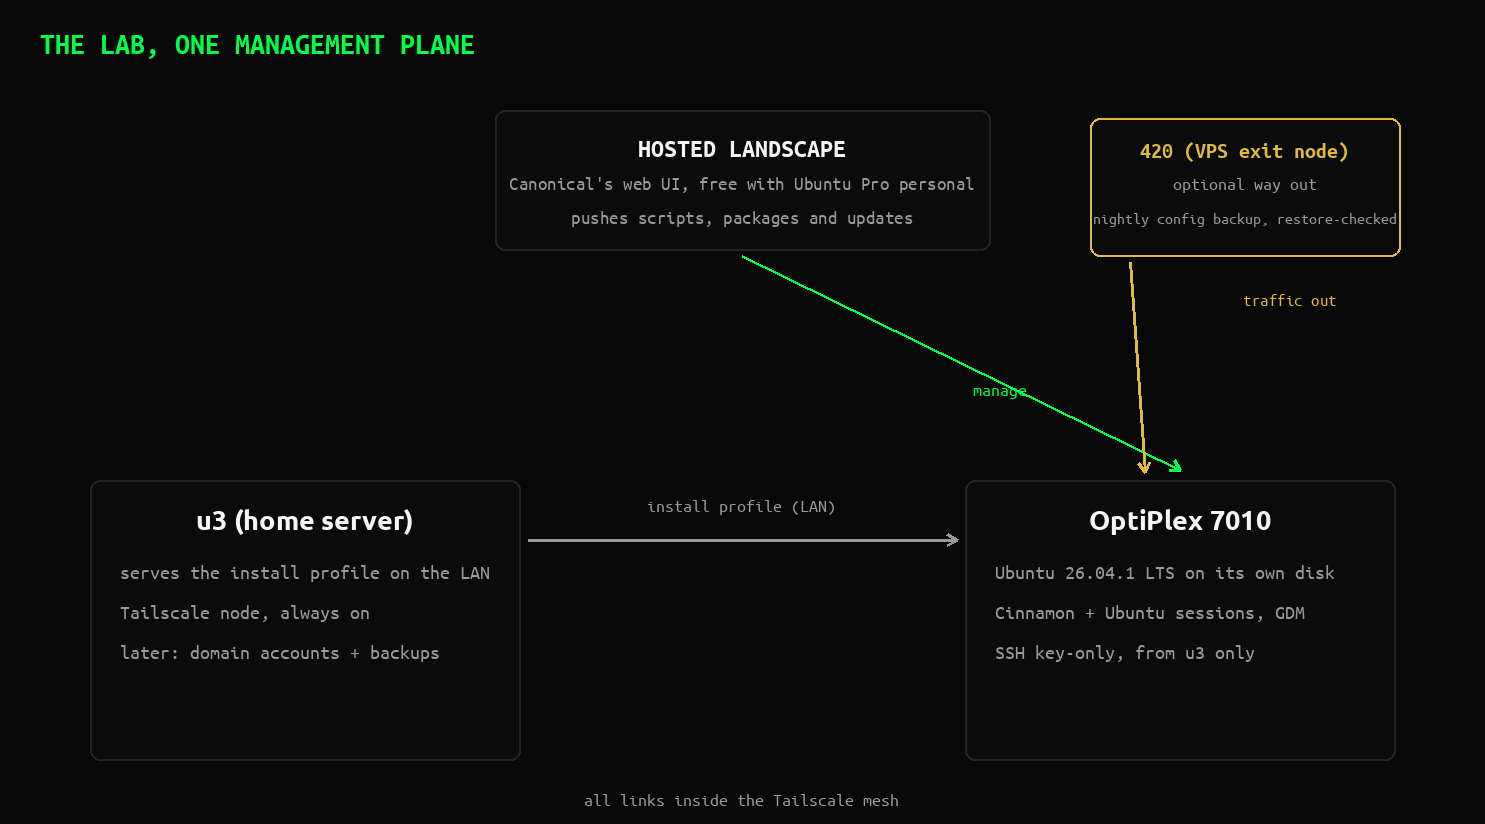 THE LAB, ONE MANAGEMENT PLANE
HOSTED LANDSCAPE
Canonical's web UI, free with Ubuntu Pro personal
pushes scripts, packages and updates
420 (VPS exit node)
optional way out
nightly config backup, restore-checked
traffic out
manage
u3 (home server)
serves the install profile on the LAN
Tailscale node, always on
later: domain accounts + backups
install profile (LAN)
OptiPlex 7010
Ubuntu 26.04.1 LTS on its own disk
Cinnamon + Ubuntu sessions, GDM
SSH key-only, from u3 only
all links inside the Tailscale mesh